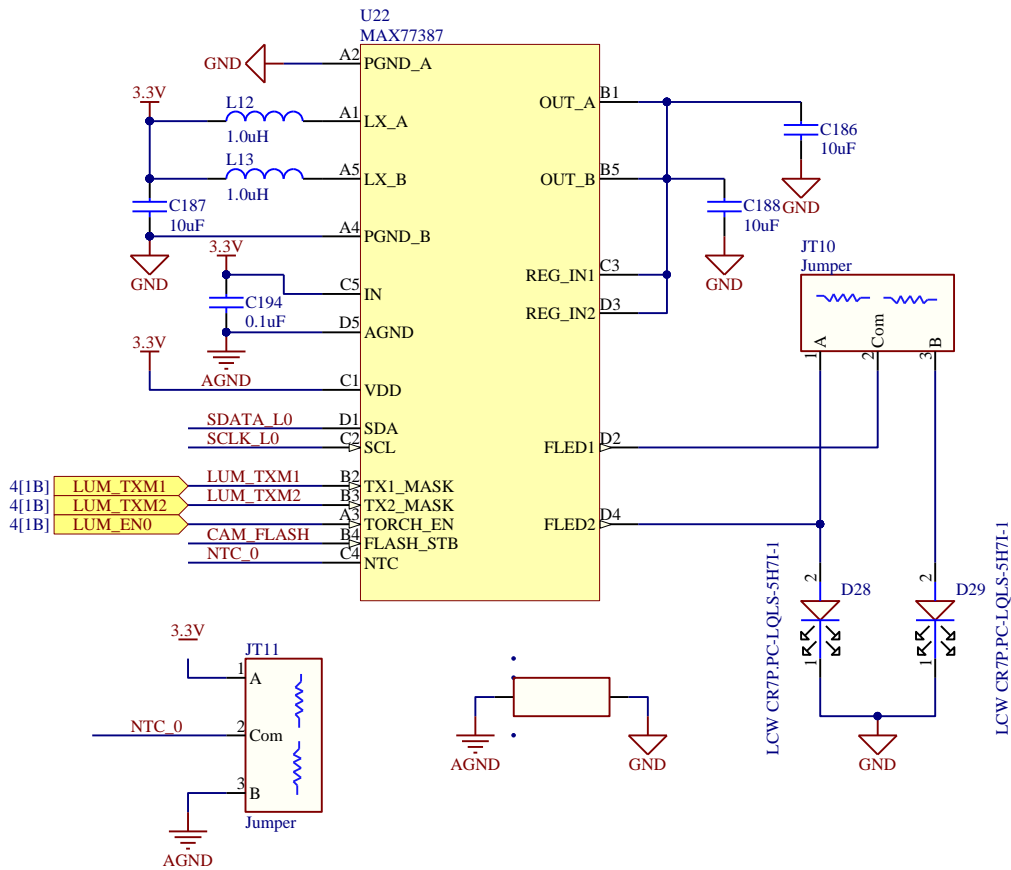 U22
MAX77387
GND
A2
PGND_A
3.3V
L12
1.0uH
A1
LX_A
L13
1.0uH
A5
LX_B
C187
10uF
A4
PGND_B
GND
3.3V
C5
IN
C194
0.1uF
D5
AGND
AGND
3.3V
C1
VDD
SDATA_L0
D1
SDA
SCLK_L0
C2
SCL
4[1B]
LUM_TXM1
LUM_TXM1
B2
TX1_MASK
4[1B]
LUM_TXM2
LUM_TXM2
B3
TX2_MASK
4[1B]
LUM_EN0
A3
TORCH_EN
CAM_FLASH
B4
FLASH_STB
NTC_0
C4
NTC
OUT_A
B1
C186
10uF
GND
OUT_B
B5
C188
10uF
GND
REG_IN1
C3
REG_IN2
D3
JT10
Jumper
A
Com
B
1
2
3
FLED1
D2
FLED2
D4
2
D28
1
LCW CR7P.PC-LQLS-5H7I-1
2
D29
1
LCW CR7P.PC-LQLS-5H7I-1
GND
3.3V
JT11
1
A
NTC_0
2
Com
3
B
Jumper
AGND
AGND
GND